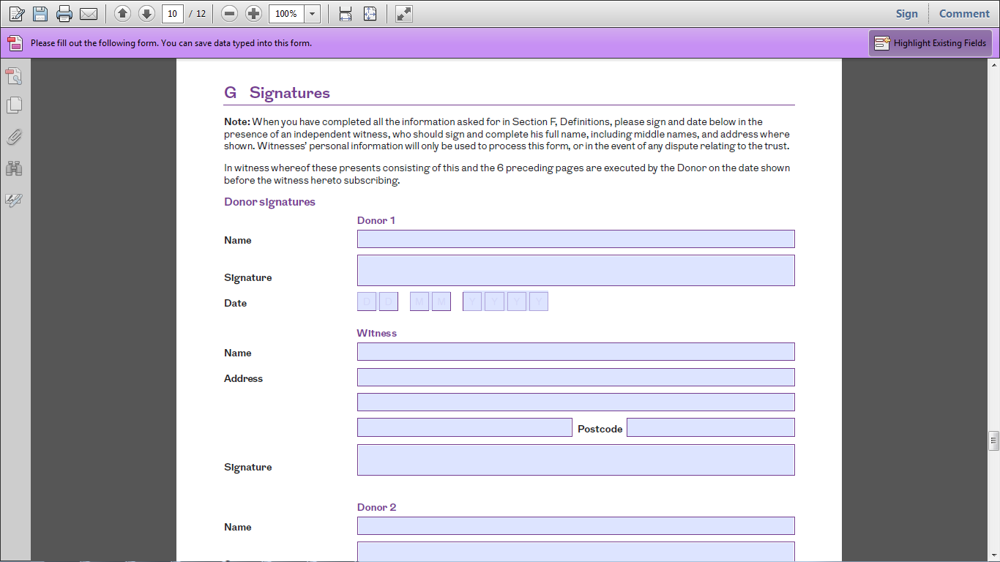 10 / 12
100%
Sign
Comment
Please fill out the following form. You can save data typed into this form.
Highlight Existing Fields
G Signatures
Note: When you have completed all the information asked for in Section F, Definitions, please sign and date below in the
presence of an independent witness, who should sign and complete his full name, including middle names, and address where
shown. Witnesses’ personal information will only be used to process this form, or in the event of any dispute relating to the trust.
In witness whereof these presents consisting of this and the 6 preceding pages are executed by the Donor on the date shown
before the witness hereto subscribing.
Donor signatures
Donor 1
Name
Signature
Date
D D M M Y Y Y Y
Witness
Name
Address
Postcode
Signature
Donor 2
Name